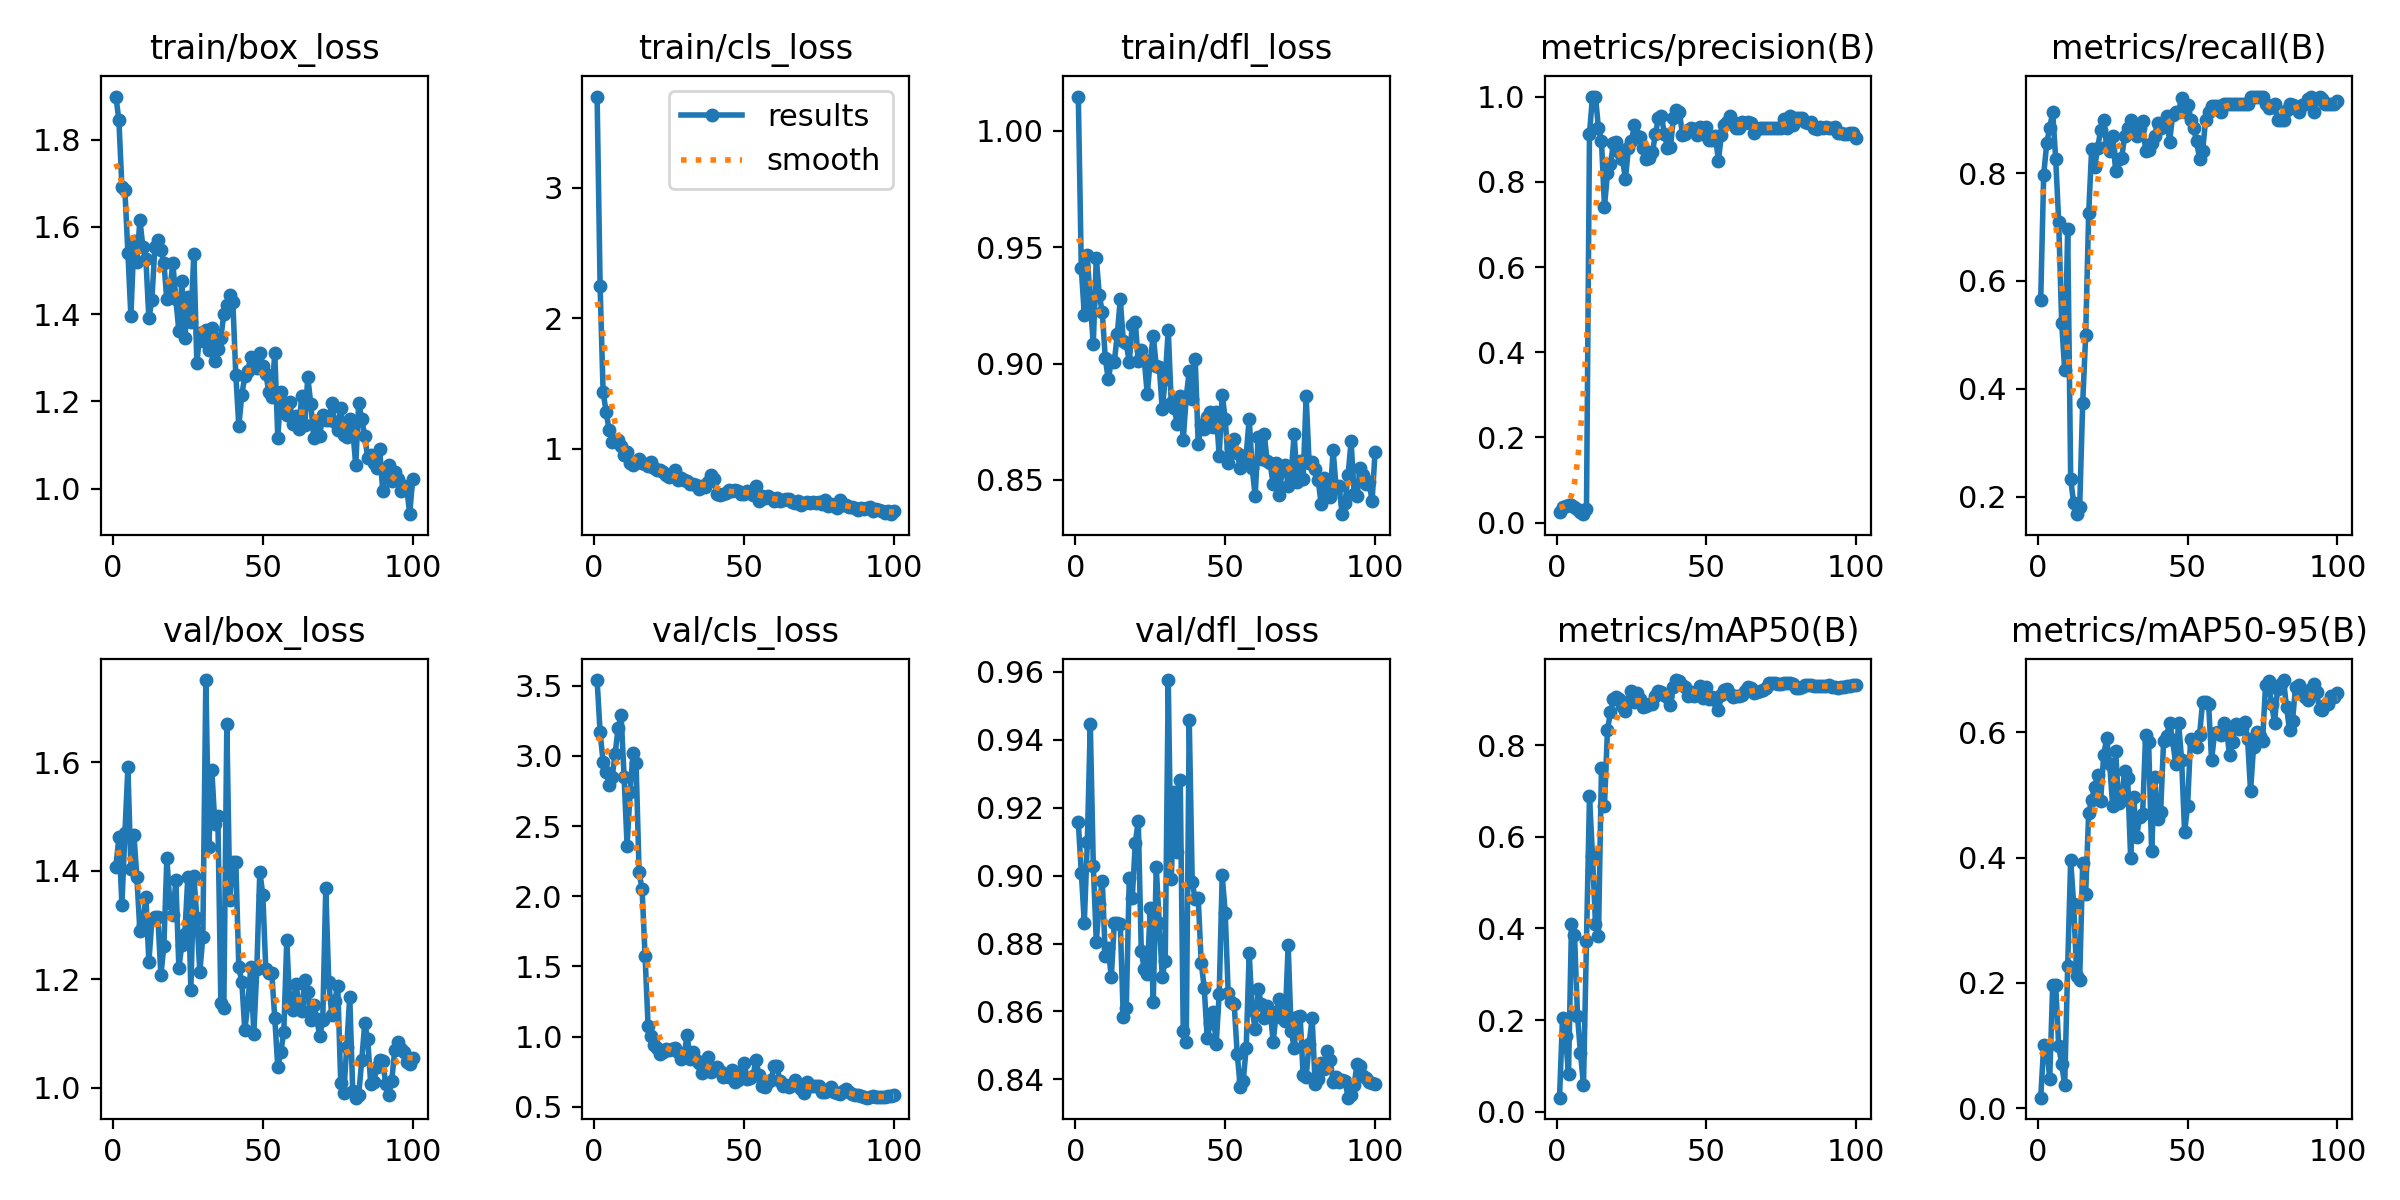 train/box_loss
1.8
1.6
1.4
1.2
1.0
0 50 100
train/cls_loss
results
smooth
3
2
1
0 50 100
train/dfl_loss
1.00
0.95
0.90
0.85
0 50 100
metrics/precision(B)
1.0
0.8
0.6
0.4
0.2
0.0
0 50 100
metrics/recall(B)
0.8
0.6
0.4
0.2
0 50 100
val/box_loss
1.6
1.4
1.2
1.0
0 50 100
val/cls_loss
3.5
3.0
2.5
2.0
1.5
1.0
0.5
0 50 100
val/dfl_loss
0.96
0.94
0.92
0.90
0.88
0.86
0.84
0 50 100
metrics/mAP50(B)
0.8
0.6
0.4
0.2
0.0
0 50 100
metrics/mAP50-95(B)
0.6
0.4
0.2
0.0
0 50 100